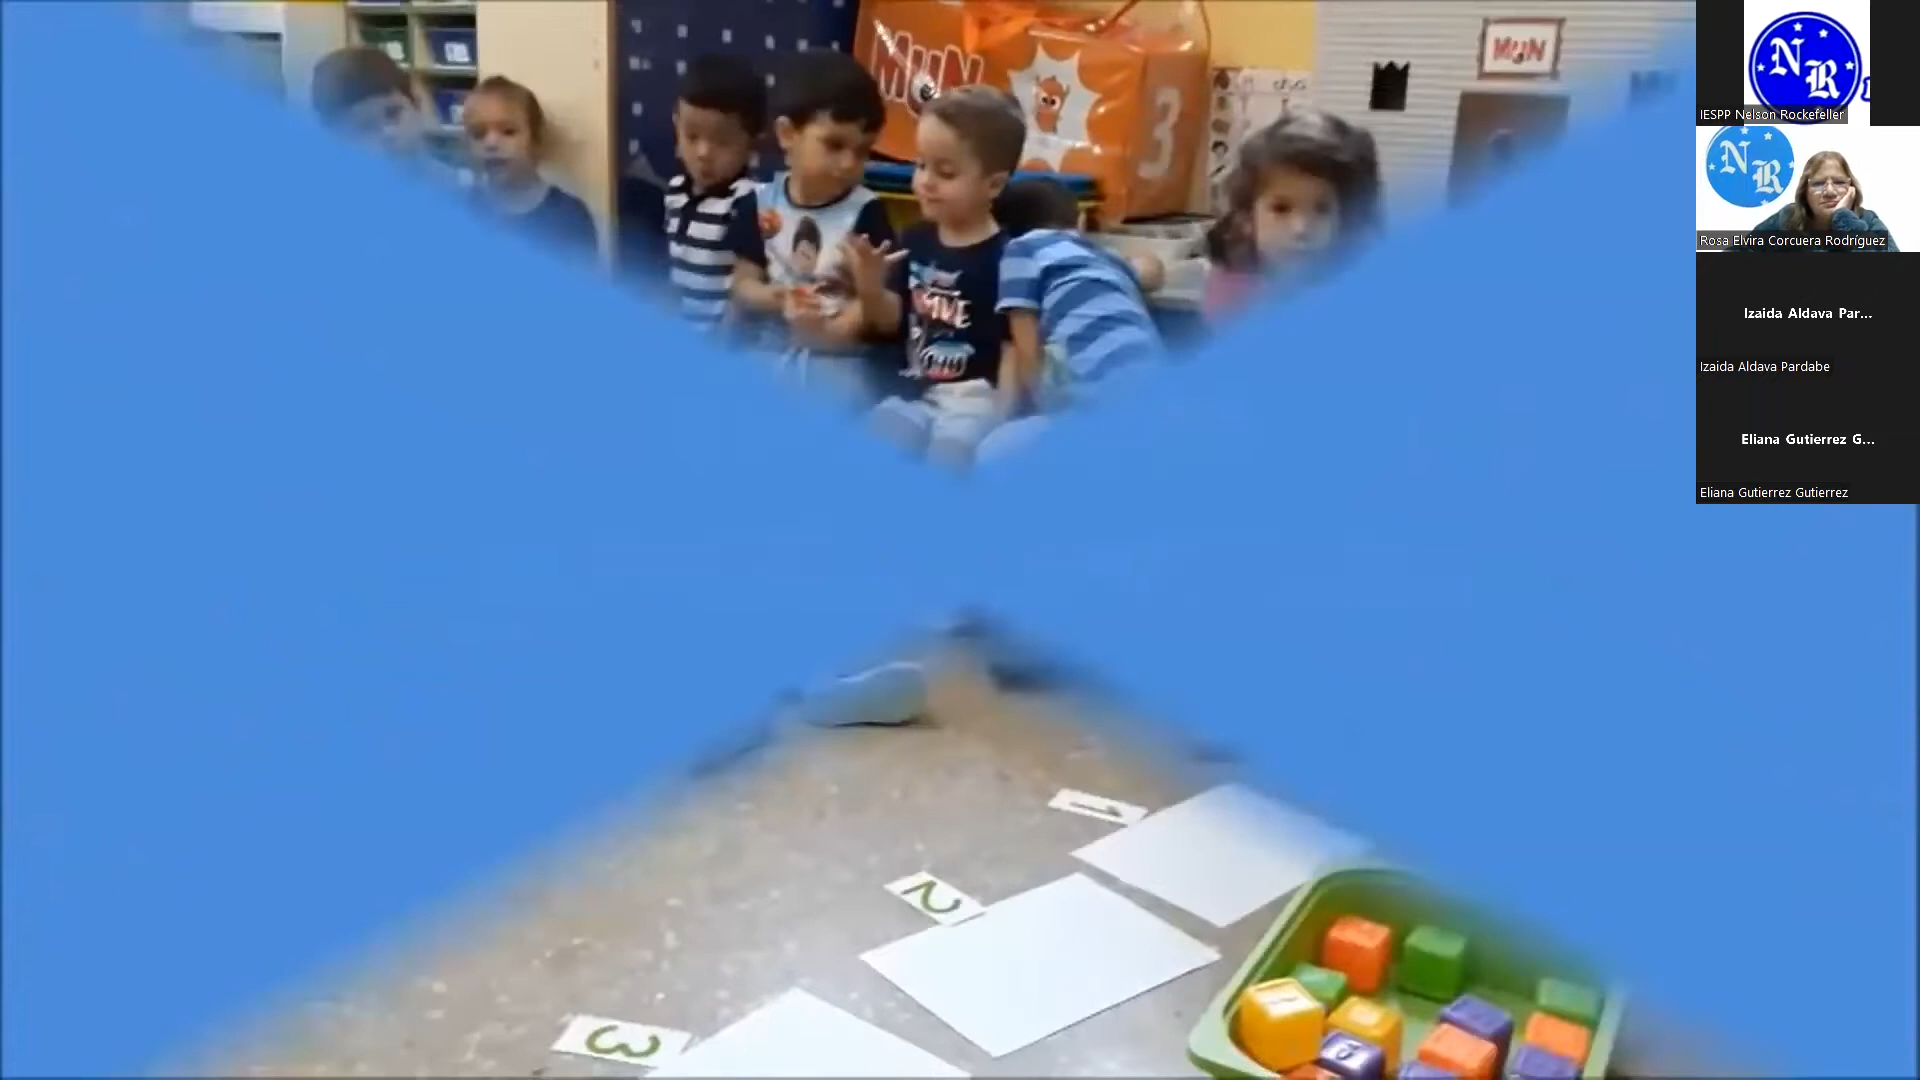 MUN
3
MUN
N
R
IESPP Nelson Rockefeller
N
R
Rosa Elvira Corcuera Rodríguez
Izaida Aldava Par...
Izaida Aldava Pardabe
Eliana Gutierrez G...
Eliana Gutierrez Gutierrez
1
2
3